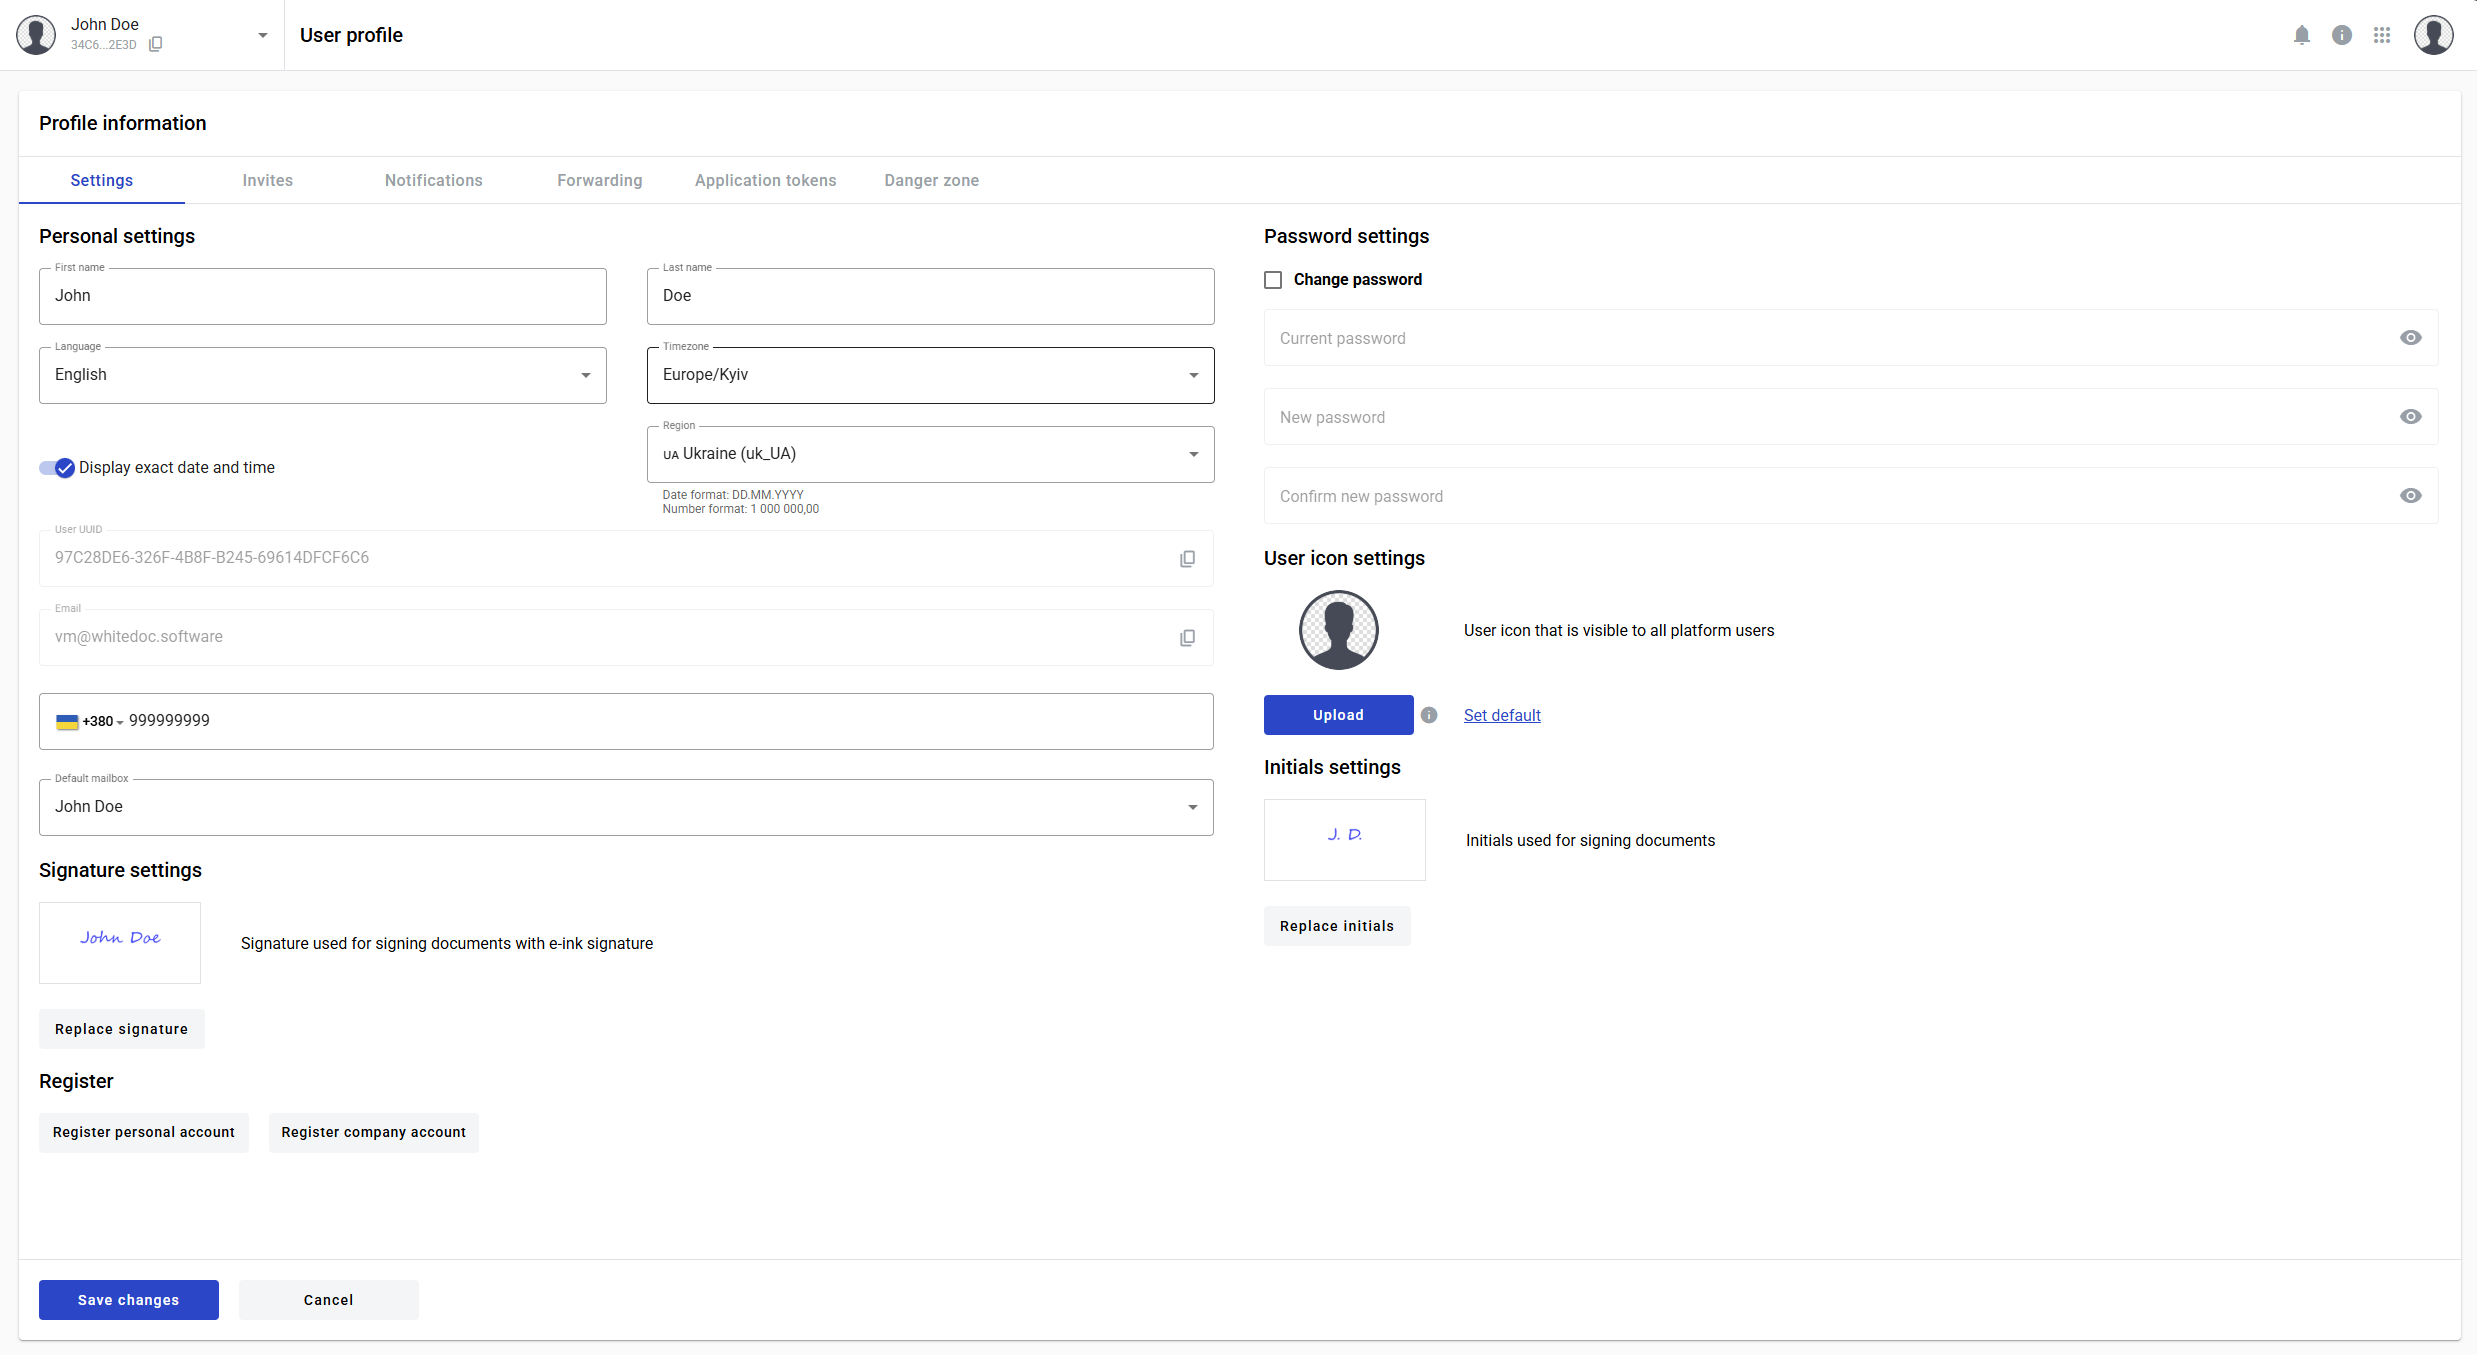 John Doe
34C6...2E3D
User profile
Profile information
Settings Invites Notifications Forwarding Application tokens Danger zone
Personal settings
First name
John
Last name
Doe
Language
English
Timezone
Europe/Kyiv
Display exact date and time
Region
UA Ukraine (uk_UA)
Date format: DD.MM.YYYY
Number format: 1 000 000,00
User UUID
97C28DE6-326F-4B8F-B245-69614DFCF6C6
Email
vm@whitedoc.software
+380 999999999
Default mailbox
John Doe
Signature settings
John Doe
Signature used for signing documents with e-ink signature
Replace signature
Register
Register personal account Register company account
Password settings
Change password
Current password
New password
Confirm new password
User icon settings
User icon that is visible to all platform users
Upload Set default
Initials settings
J. D.
Initials used for signing documents
Replace initials
Save changes Cancel